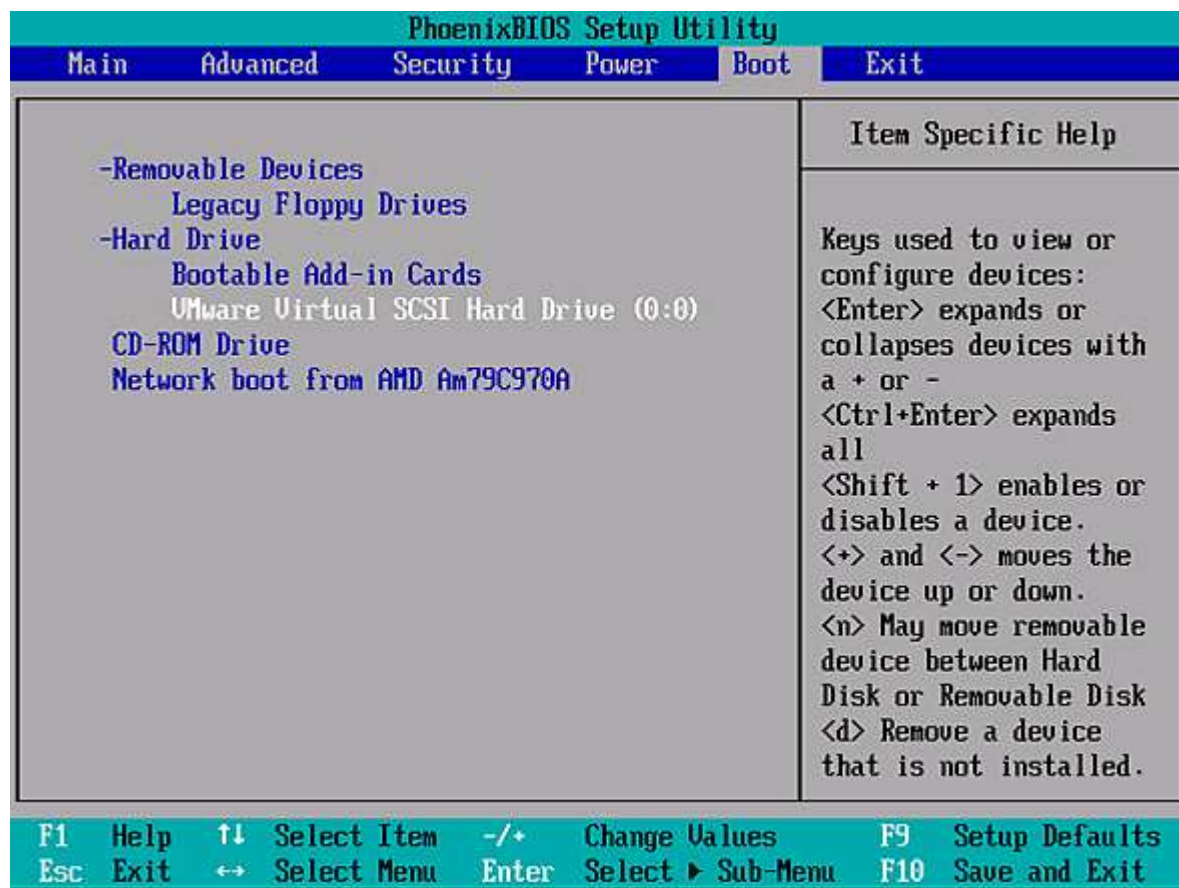 PhoenixBIOS Setup Utility
Main Advanced Security Power Boot Exit
-Removable Devices
Legacy Floppy Drives
-Hard Drive
Bootable Add-in Cards
VMware Virtual SCSI Hard Drive (0:0)
CD-ROM Drive
Network boot from AMD Am79C970A
Item Specific Help
Keys used to view or
configure devices:
<Enter> expands or
collapses devices with
a + or -
<Ctrl+Enter> expands
all
<Shift + 1> enables or
disables a device.
<+> and <-> moves the
device up or down.
<n> May move removable
device between Hard
Disk or Removable Disk
<d> Remove a device
that is not installed.
F1 Help ↑↓ Select Item -/+ Change Values F9 Setup Defaults
Esc Exit ↔ Select Menu Enter Select ▶ Sub-Menu F10 Save and Exit